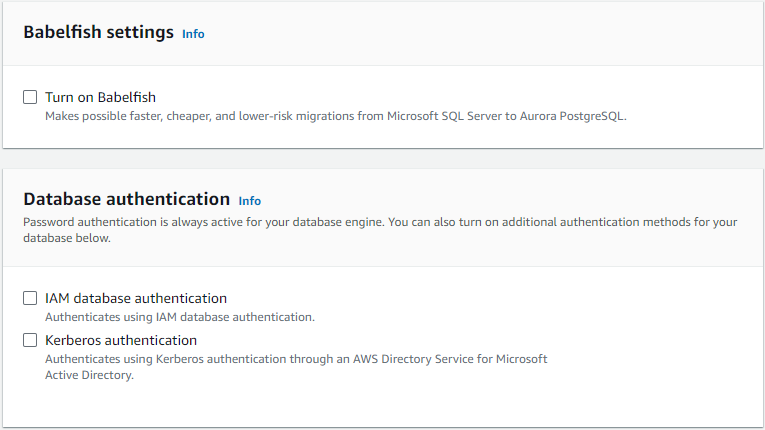 Babelfish settings Info
Turn on Babelfish
Makes possible faster, cheaper, and lower-risk migrations from Microsoft SQL Server to Aurora PostgreSQL.
Database authentication Info
Password authentication is always active for your database engine. You can also turn on additional authentication methods for your
database below.
IAM database authentication
Authenticates using IAM database authentication.
Kerberos authentication
Authenticates using Kerberos authentication through an AWS Directory Service for Microsoft
Active Directory.